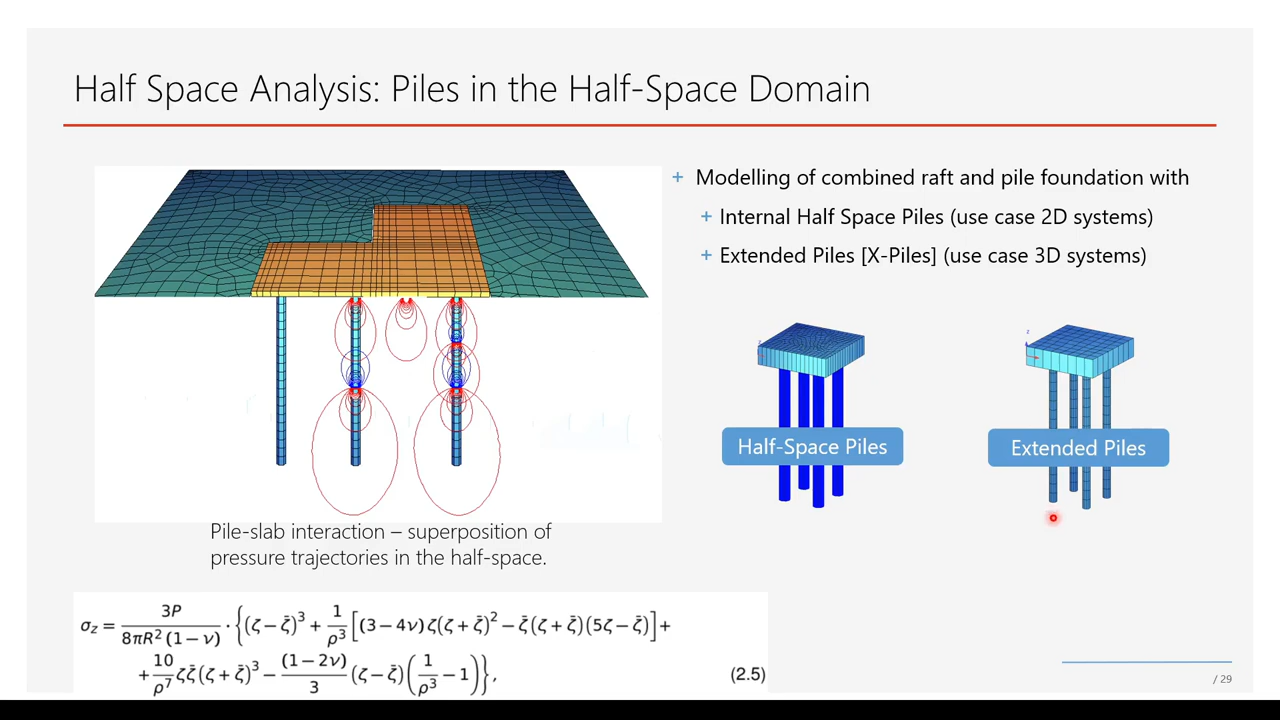 Half Space Analysis: Piles in the Half-Space Domain
+ Modelling of combined raft and pile foundation with
+ Internal Half Space Piles (use case 2D systems)
+ Extended Piles [X-Piles] (use case 3D systems)
Half-Space Piles
Extended Piles
Pile-slab interaction – superposition of
pressure trajectories in the half-space.
σ_z = 3P / 8πR² (1 − ν) · {(ζ − ζ̄)³ + 1/ρ³ [(3 − 4ν) ζ(ζ + ζ̄)² − ζ̄(ζ + ζ̄)(5ζ − ζ̄)] +
+ 10/ρ⁷ ζζ̄(ζ + ζ̄)³ − (1 − 2ν)/3 (ζ − ζ̄)(1/ρ³ − 1)}, (2.5)
/ 29